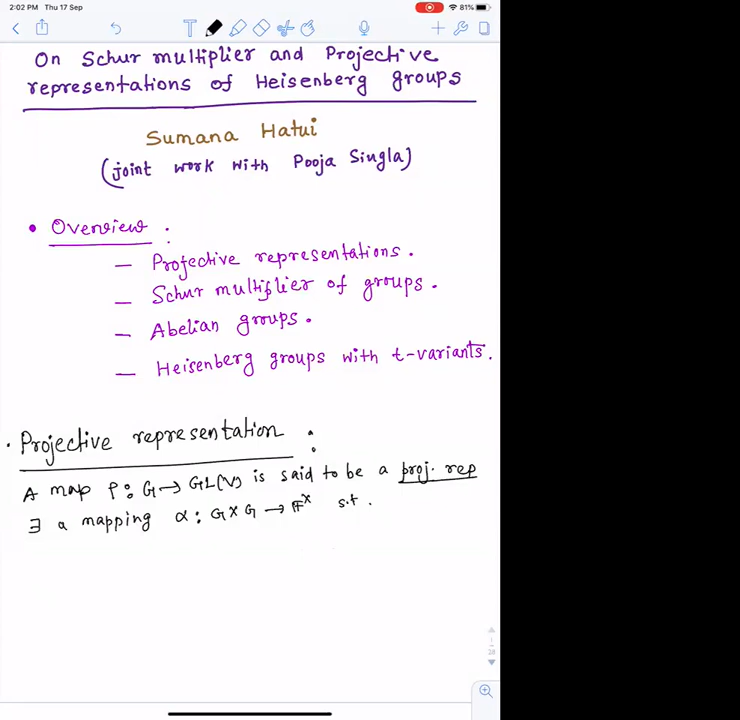 2:02 PM Thu 17 Sep
81%
On Schur multiplier and Projective
representations of Heisenberg groups
Sumana Hatui
(joint work with Pooja Singla)
• Overview :
— Projective representations.
— Schur multiplier of groups.
— Abelian groups.
— Heisenberg groups with t-variants.
• Projective representation :
A map ρ: G → GL(V) is said to be a proj. rep
∃ a mapping α: G × G → F^× s.t.